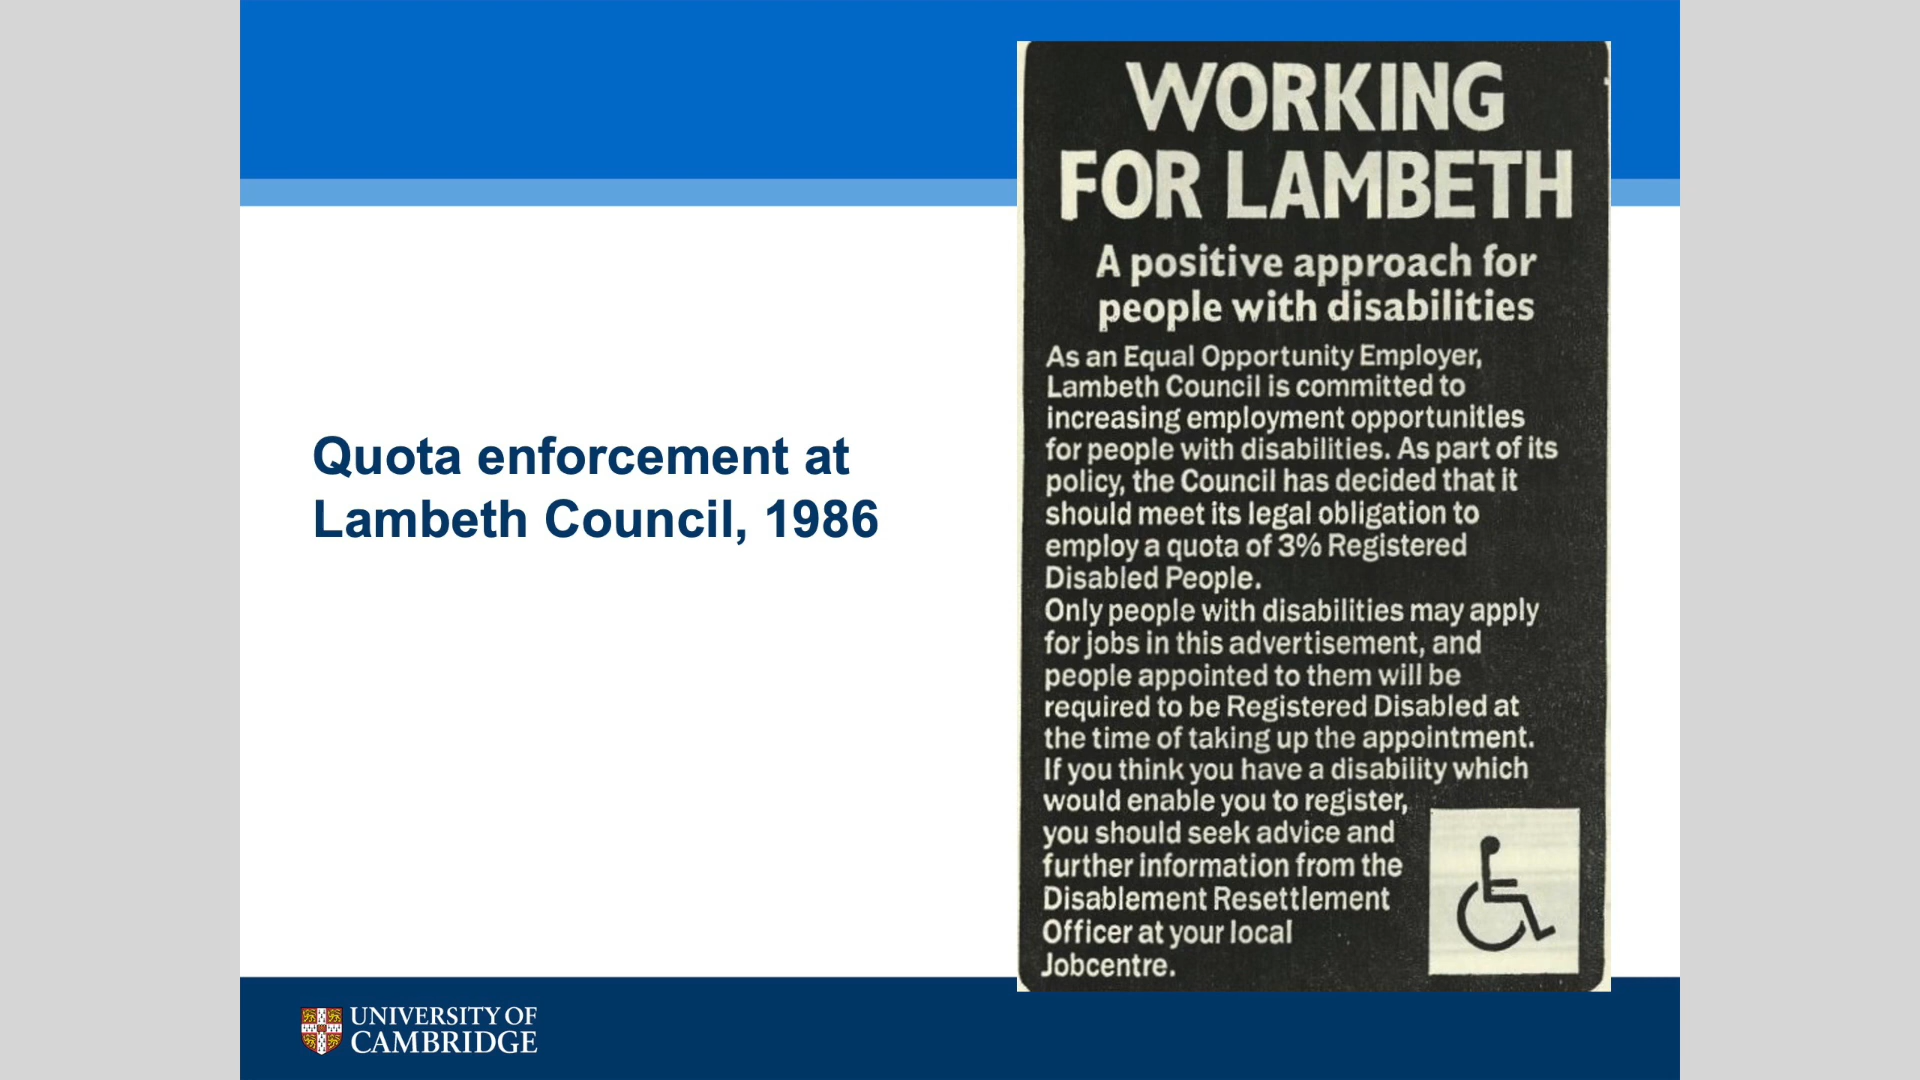 Quota enforcement at
Lambeth Council, 1986
WORKING
FOR LAMBETH
A positive approach for
people with disabilities
As an Equal Opportunity Employer,
Lambeth Council is committed to
increasing employment opportunities
for people with disabilities. As part of its
policy, the Council has decided that it
should meet its legal obligation to
employ a quota of 3% Registered
Disabled People.
Only people with disabilities may apply
for jobs in this advertisement, and
people appointed to them will be
required to be Registered Disabled at
the time of taking up the appointment.
If you think you have a disability which
would enable you to register,
you should seek advice and
further information from the
Disablement Resettlement
Officer at your local
Jobcentre.
UNIVERSITY OF
CAMBRIDGE